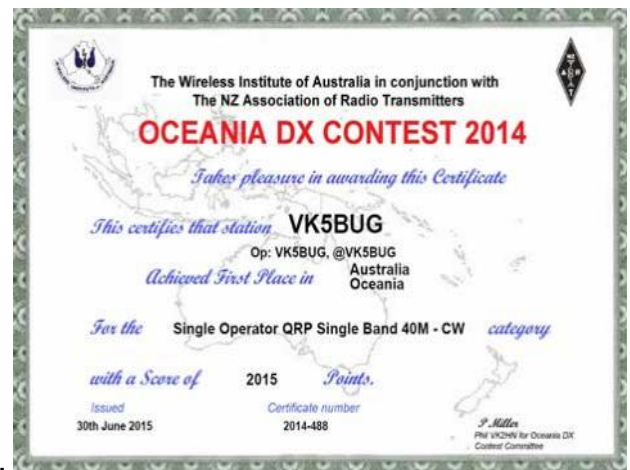 The Wireless Institute of Australia in conjunction with
The NZ Association of Radio Transmitters
OCEANIA DX CONTEST 2014
Takes pleasure in awarding this Certificate
This certifies that station VK5BUG
Op: VK5BUG, @VK5BUG
Achieved First Place in Australia
Oceania
For the Single Operator QRP Single Band 40M - CW category
with a Score of 2015 Points.
Issued Certificate number
30th June 2015 2014-488
P Miller
Phil VK2HN for Oceania DX
Contest Committee